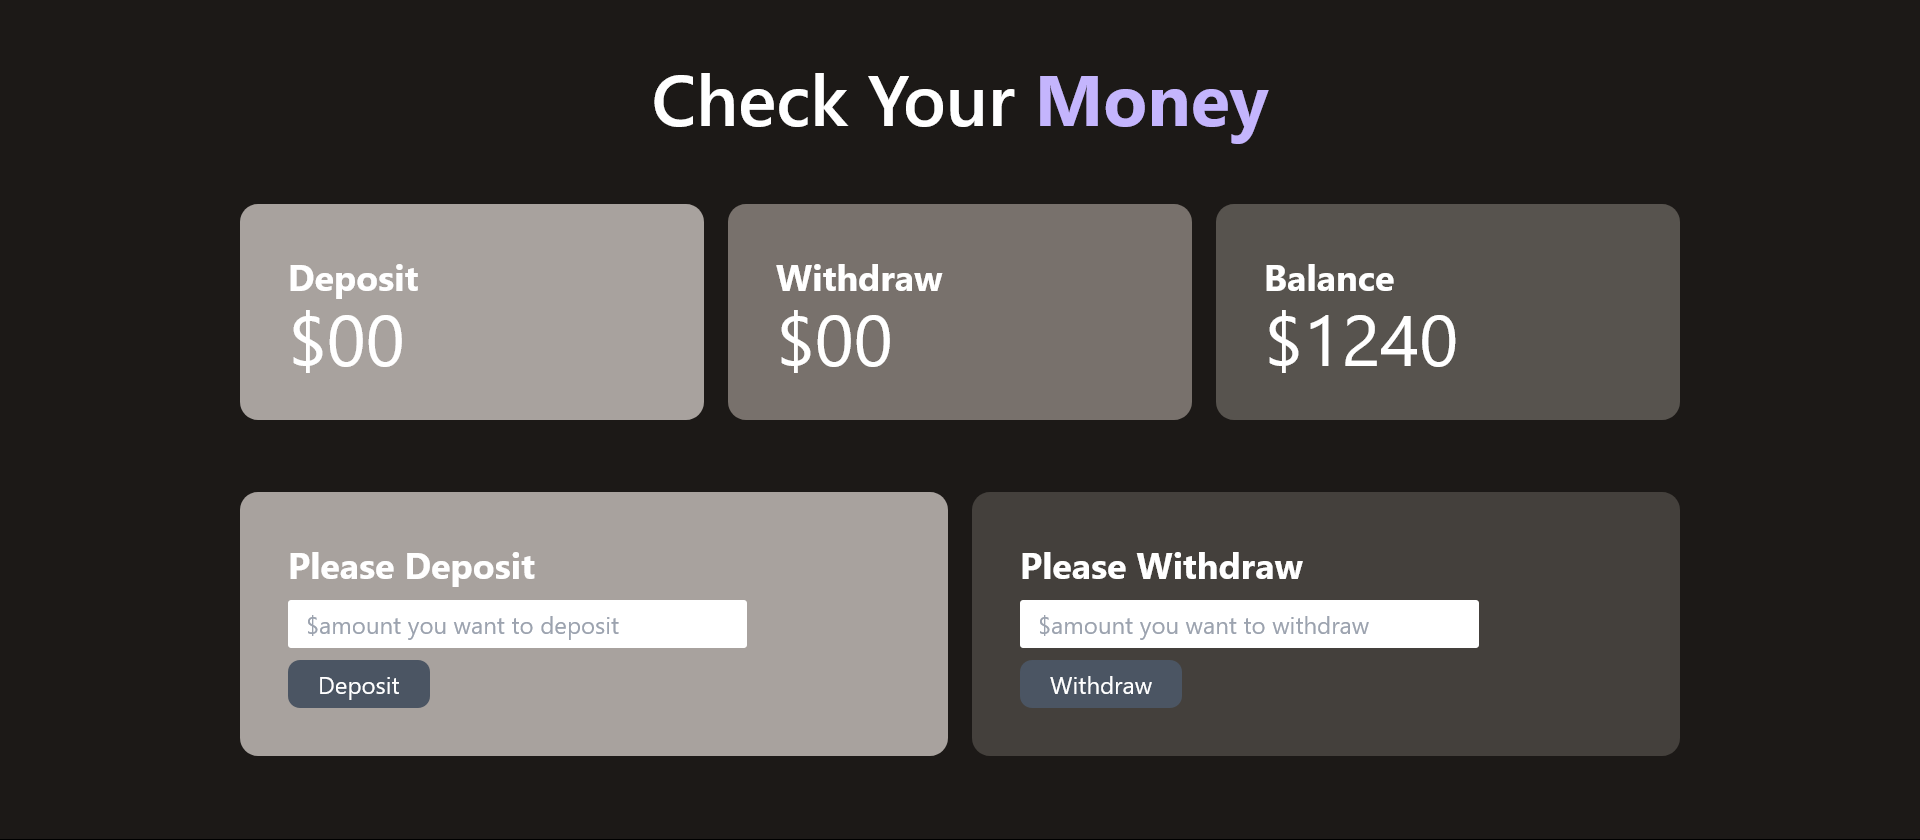 Check Your Money
Deposit
$00
Withdraw
$00
Balance
$1240
Please Deposit
$amount you want to deposit
Deposit
Please Withdraw
$amount you want to withdraw
Withdraw